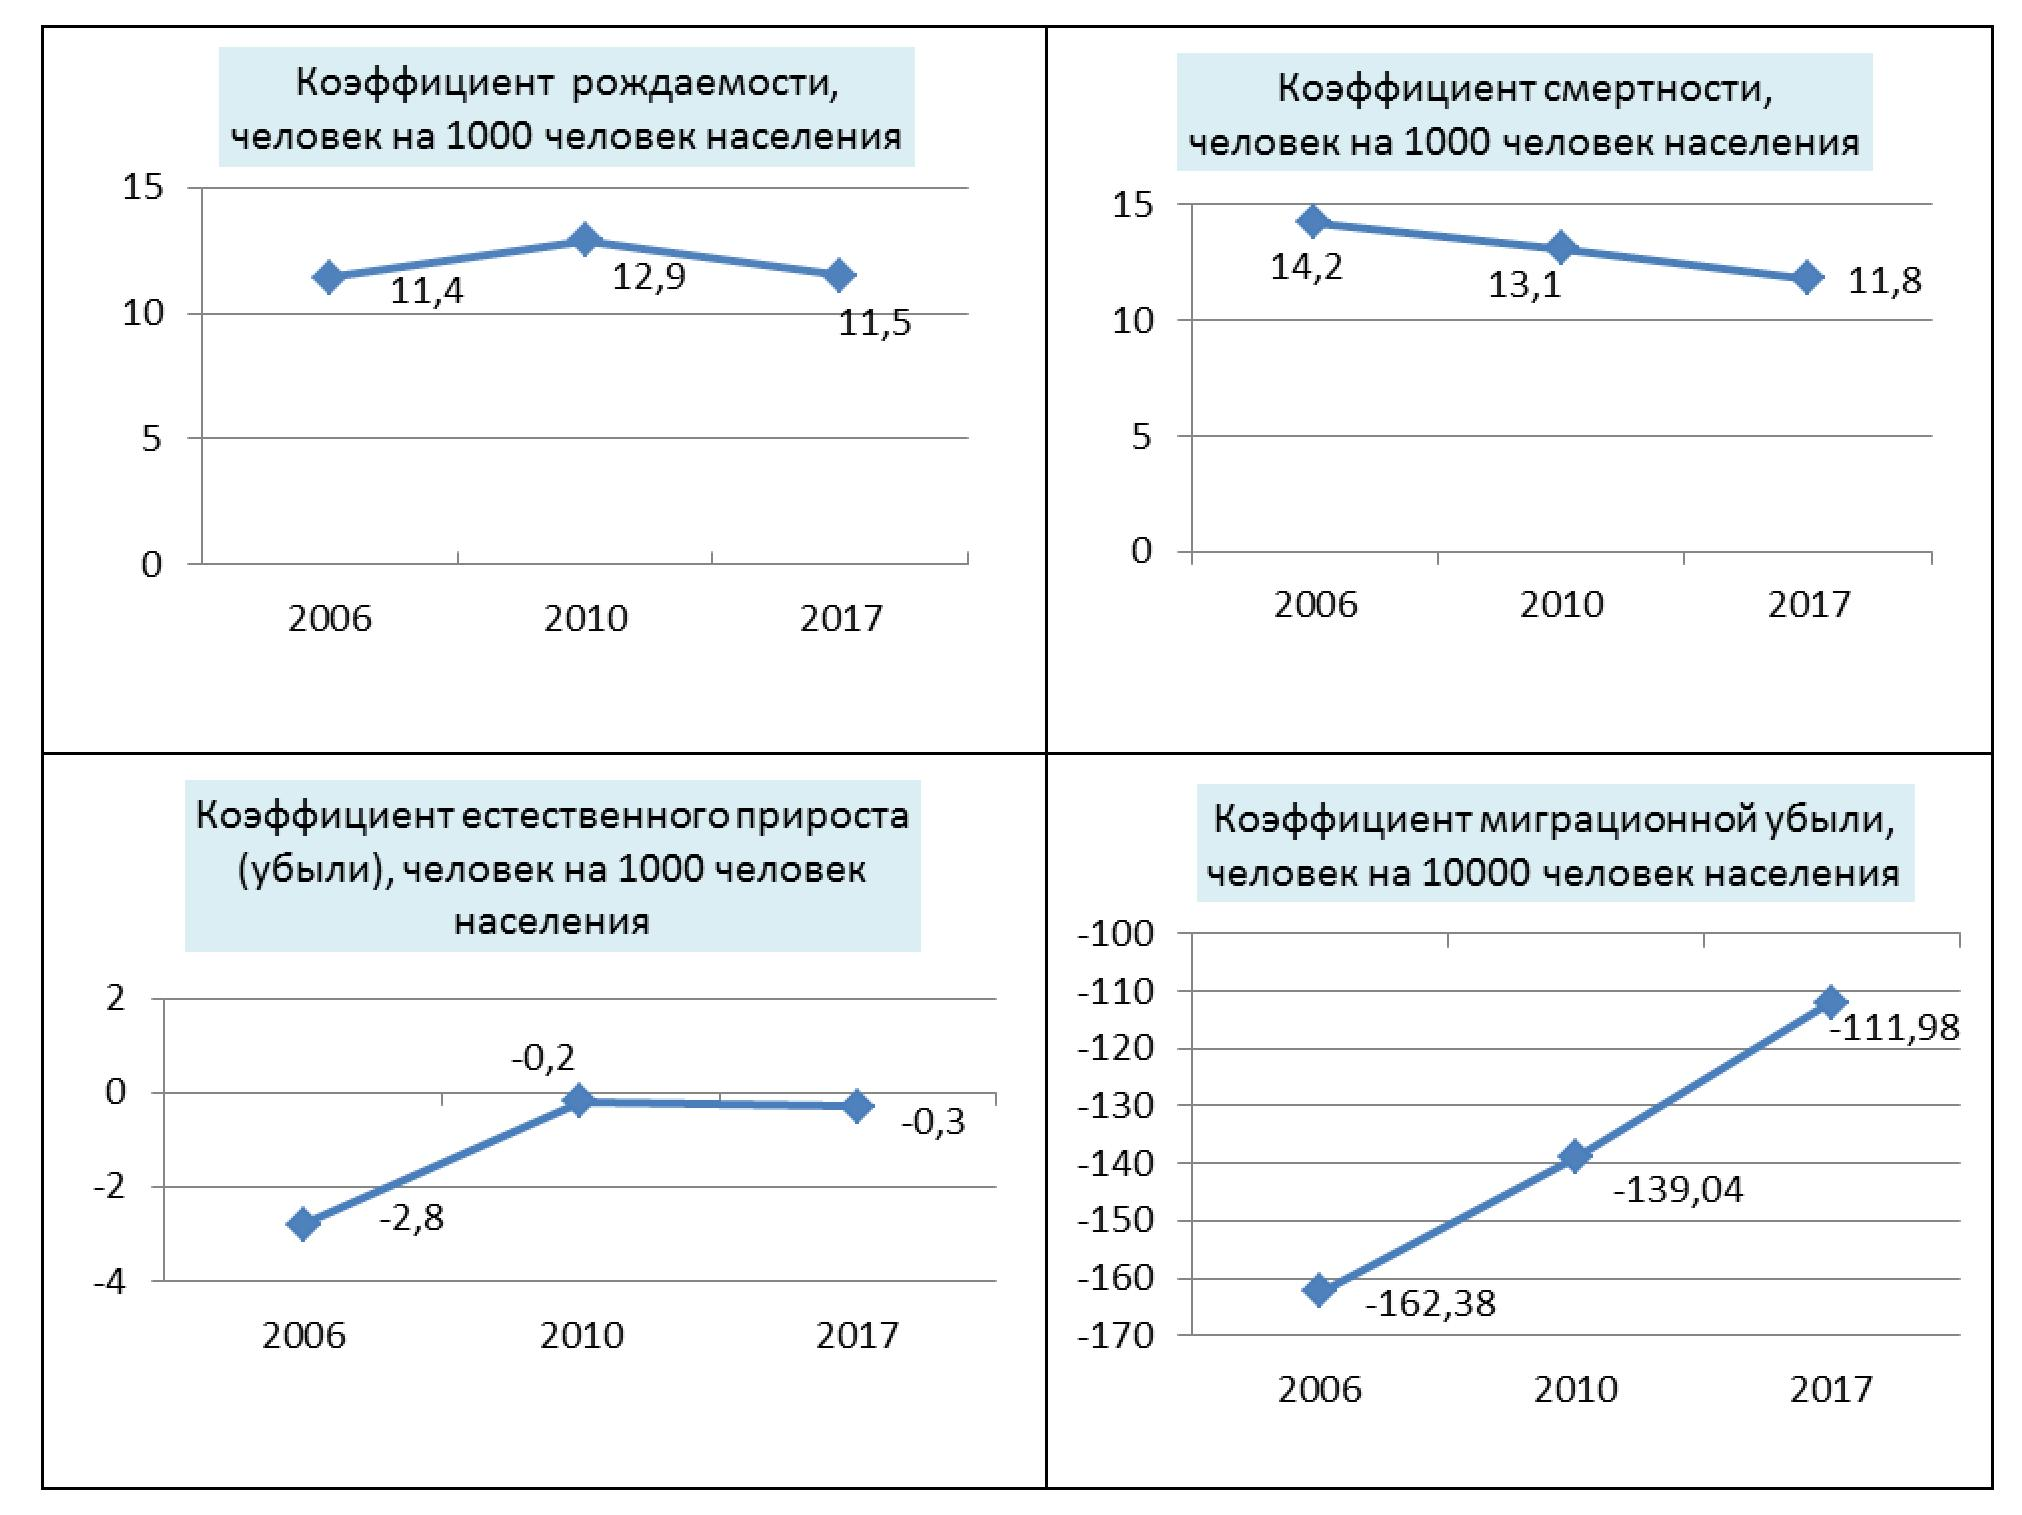 Коэффициент рождаемости,
человек на 1000 человек населения
15
10
5
0
11,4
12,9
11,5
2006 2010 2017
Коэффициент смертности,
человек на 1000 человек населения
15
10
5
0
14,2
13,1
11,8
2006 2010 2017
Коэффициент естественного прироста
(убыли), человек на 1000 человек
населения
2
0
-2
-4
-2,8
-0,2
-0,3
2006 2010 2017
Коэффициент миграционной убыли,
человек на 10000 человек населения
-100
-110
-120
-130
-140
-150
-160
-170
-162,38
-139,04
-111,98
2006 2010 2017